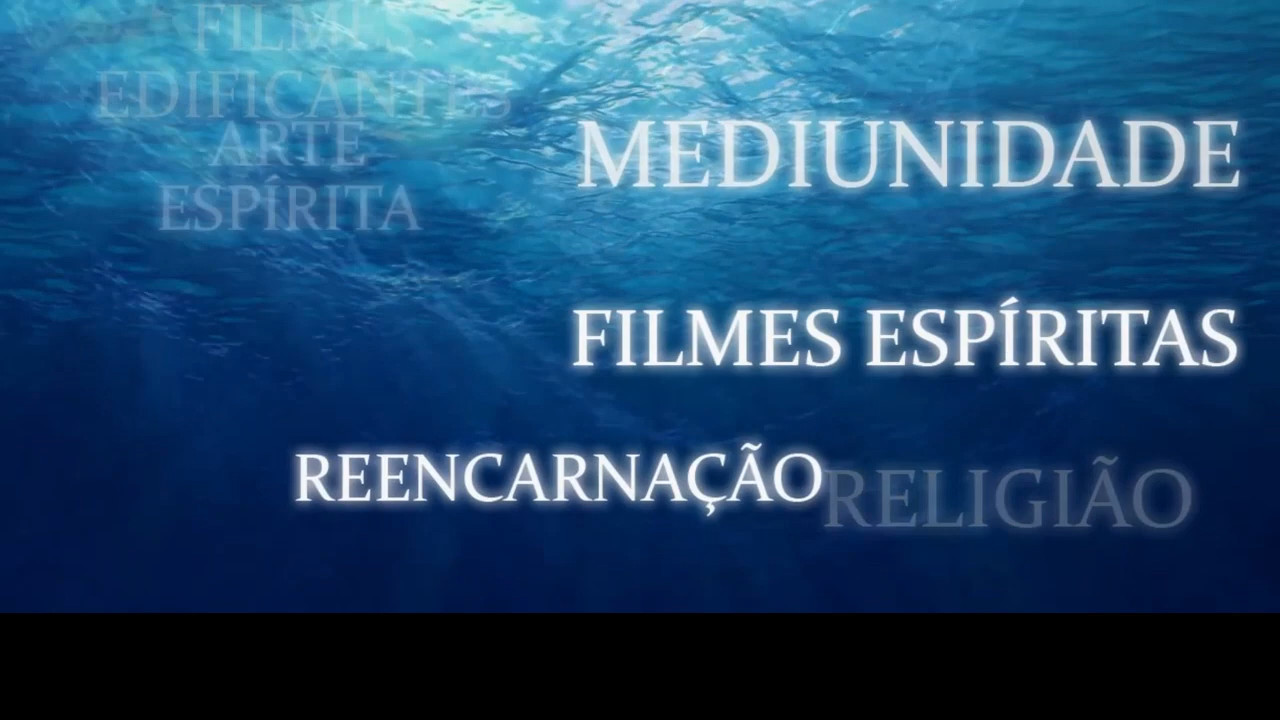 FILMES
EDIFICANTES
ARTE
ESPÍRITA
MEDIUNIDADE
FILMES ESPÍRITAS
REENCARNAÇÃO
RELIGIÃO